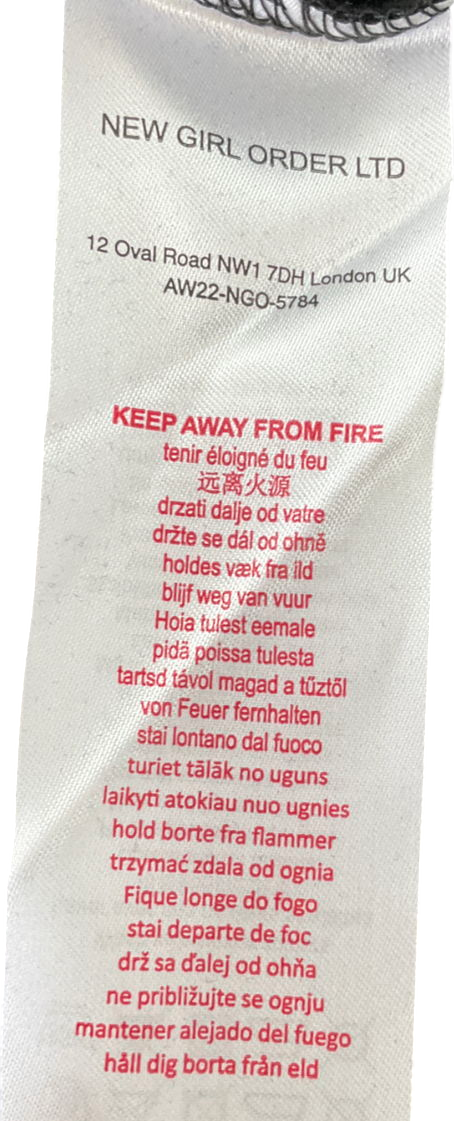 NEW GIRL ORDER LTD
12 Oval Road NW1 7DH London UK
AW22-NGO-5784
KEEP AWAY FROM FIRE
tenir éloigné du feu
远离火源
drzati dalje od vatre
držte se dál od ohně
holdes væk fra ild
blijf weg van vuur
Hoia tulest eemale
pidä poissa tulesta
tartsd távol magad a tűztöl
von Feuer fernhalten
stai lontano dal fuoco
turiet tālāk no uguns
laikyti atokiau nuo ugnies
hold borte fra flammer
trzymać zdala od ognia
Fique longe do fogo
stai departe de foc
drž sa ďalej od ohňa
ne približujte se ognju
mantener alejado del fuego
håll dig borta från eld